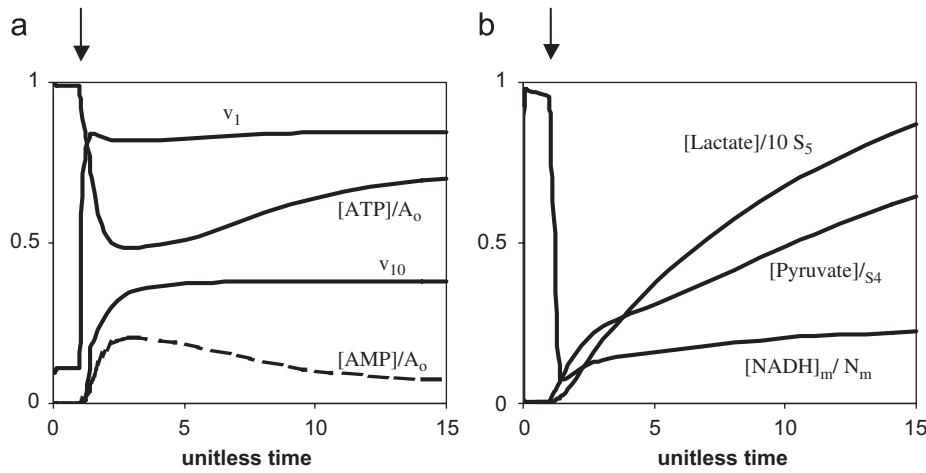 a
b
1
v1
[ATP]/Ao
0.5
v10
[AMP]/Ao
0
0 5 10 15
unitless time
1
[Lactate]/10 S5
0.5
[Pyruvate]/S4
[NADH]m/ Nm
0
0 5 10 15
unitless time